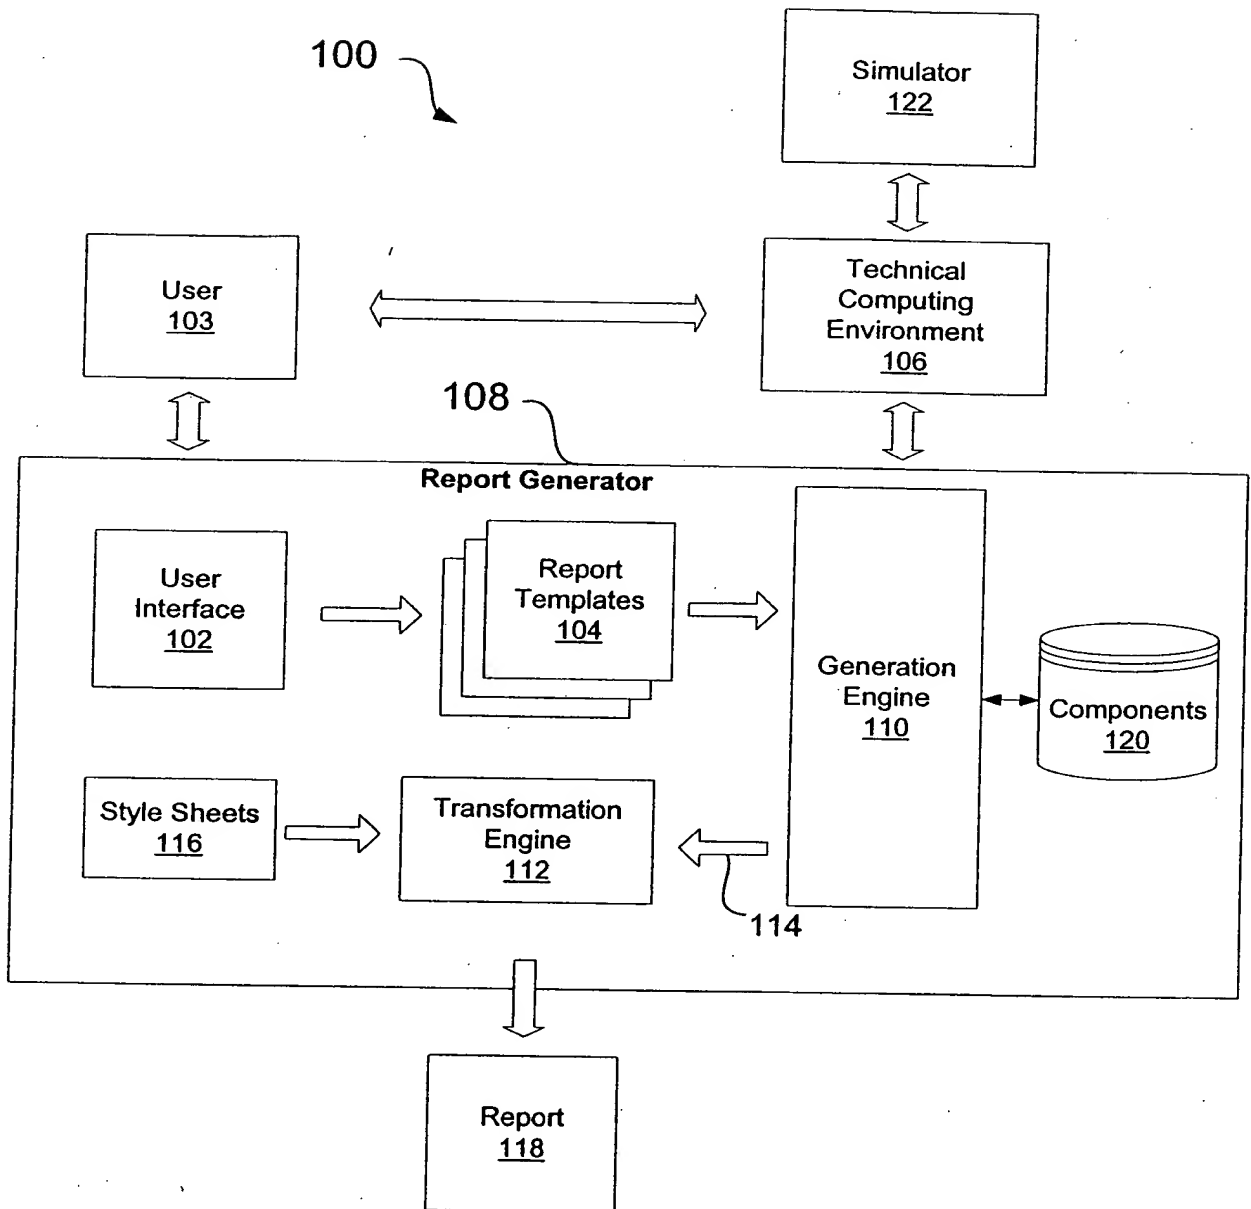 100
Simulator
122
User
103
Technical
Computing
Environment
106
108
Report Generator
User
Interface
102
Report
Templates
104
Generation
Engine
110
Components
120
Style Sheets
116
Transformation
Engine
112
114
Report
118